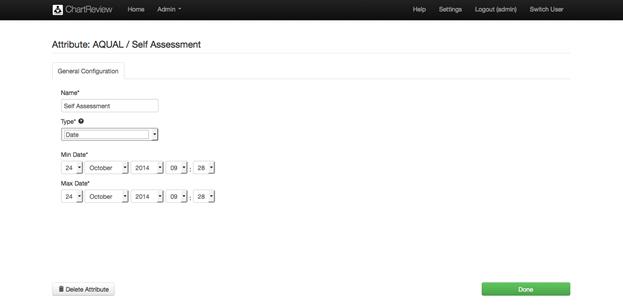 ChartReview Home Admin Help Settings Logout (admin) Switch User
Attribute: AQUAL / Self Assessment
General Configuration
Name*
Self Assessment
Type*
Date
Min Date*
24 October 2014 09 : 28
Max Date*
24 October 2014 09 : 28
Delete Attribute Done